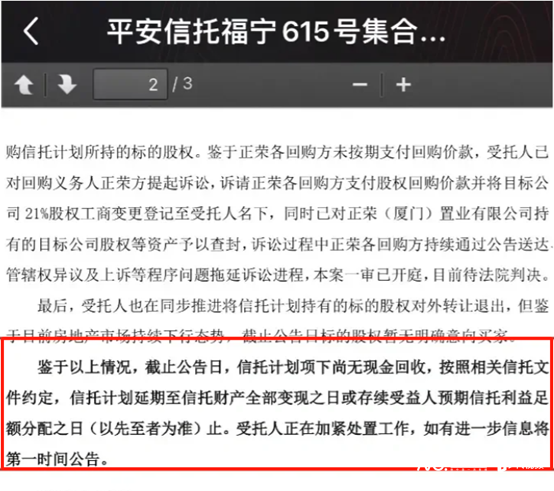 平安信托福宁615号集合...
2 / 3
购信托计划所持的标的股权。鉴于正荣各回购方未按期支付回购价款，受托人已
对回购义务人正荣方提起诉讼，诉请正荣各回购方支付股权回购价款并将目标公
司 21%股权工商变更登记至受托人名下，同时已对正荣（厦门）置业有限公司持
有的目标公司股权等资产予以查封，诉讼过程中正荣各回购方持续通过公告送达、
管辖权异议及上诉等程序问题拖延诉讼进程，本案一审已开庭，目前待法院判决。
最后，受托人也在同步推进将信托计划持有的标的股权对外转让退出，但鉴
于目前房地产市场持续下行态势，截止公告日标的股权暂无明确意向买家。
鉴于以上情况，截止公告日，信托计划项下尚无现金回收，按照相关信托文
件约定，信托计划延期至信托财产全部变现之日或存续受益人预期信托利益足
额分配之日（以先至者为准）止。受托人正在加紧处置工作，如有进一步信息将
第一时间公告。